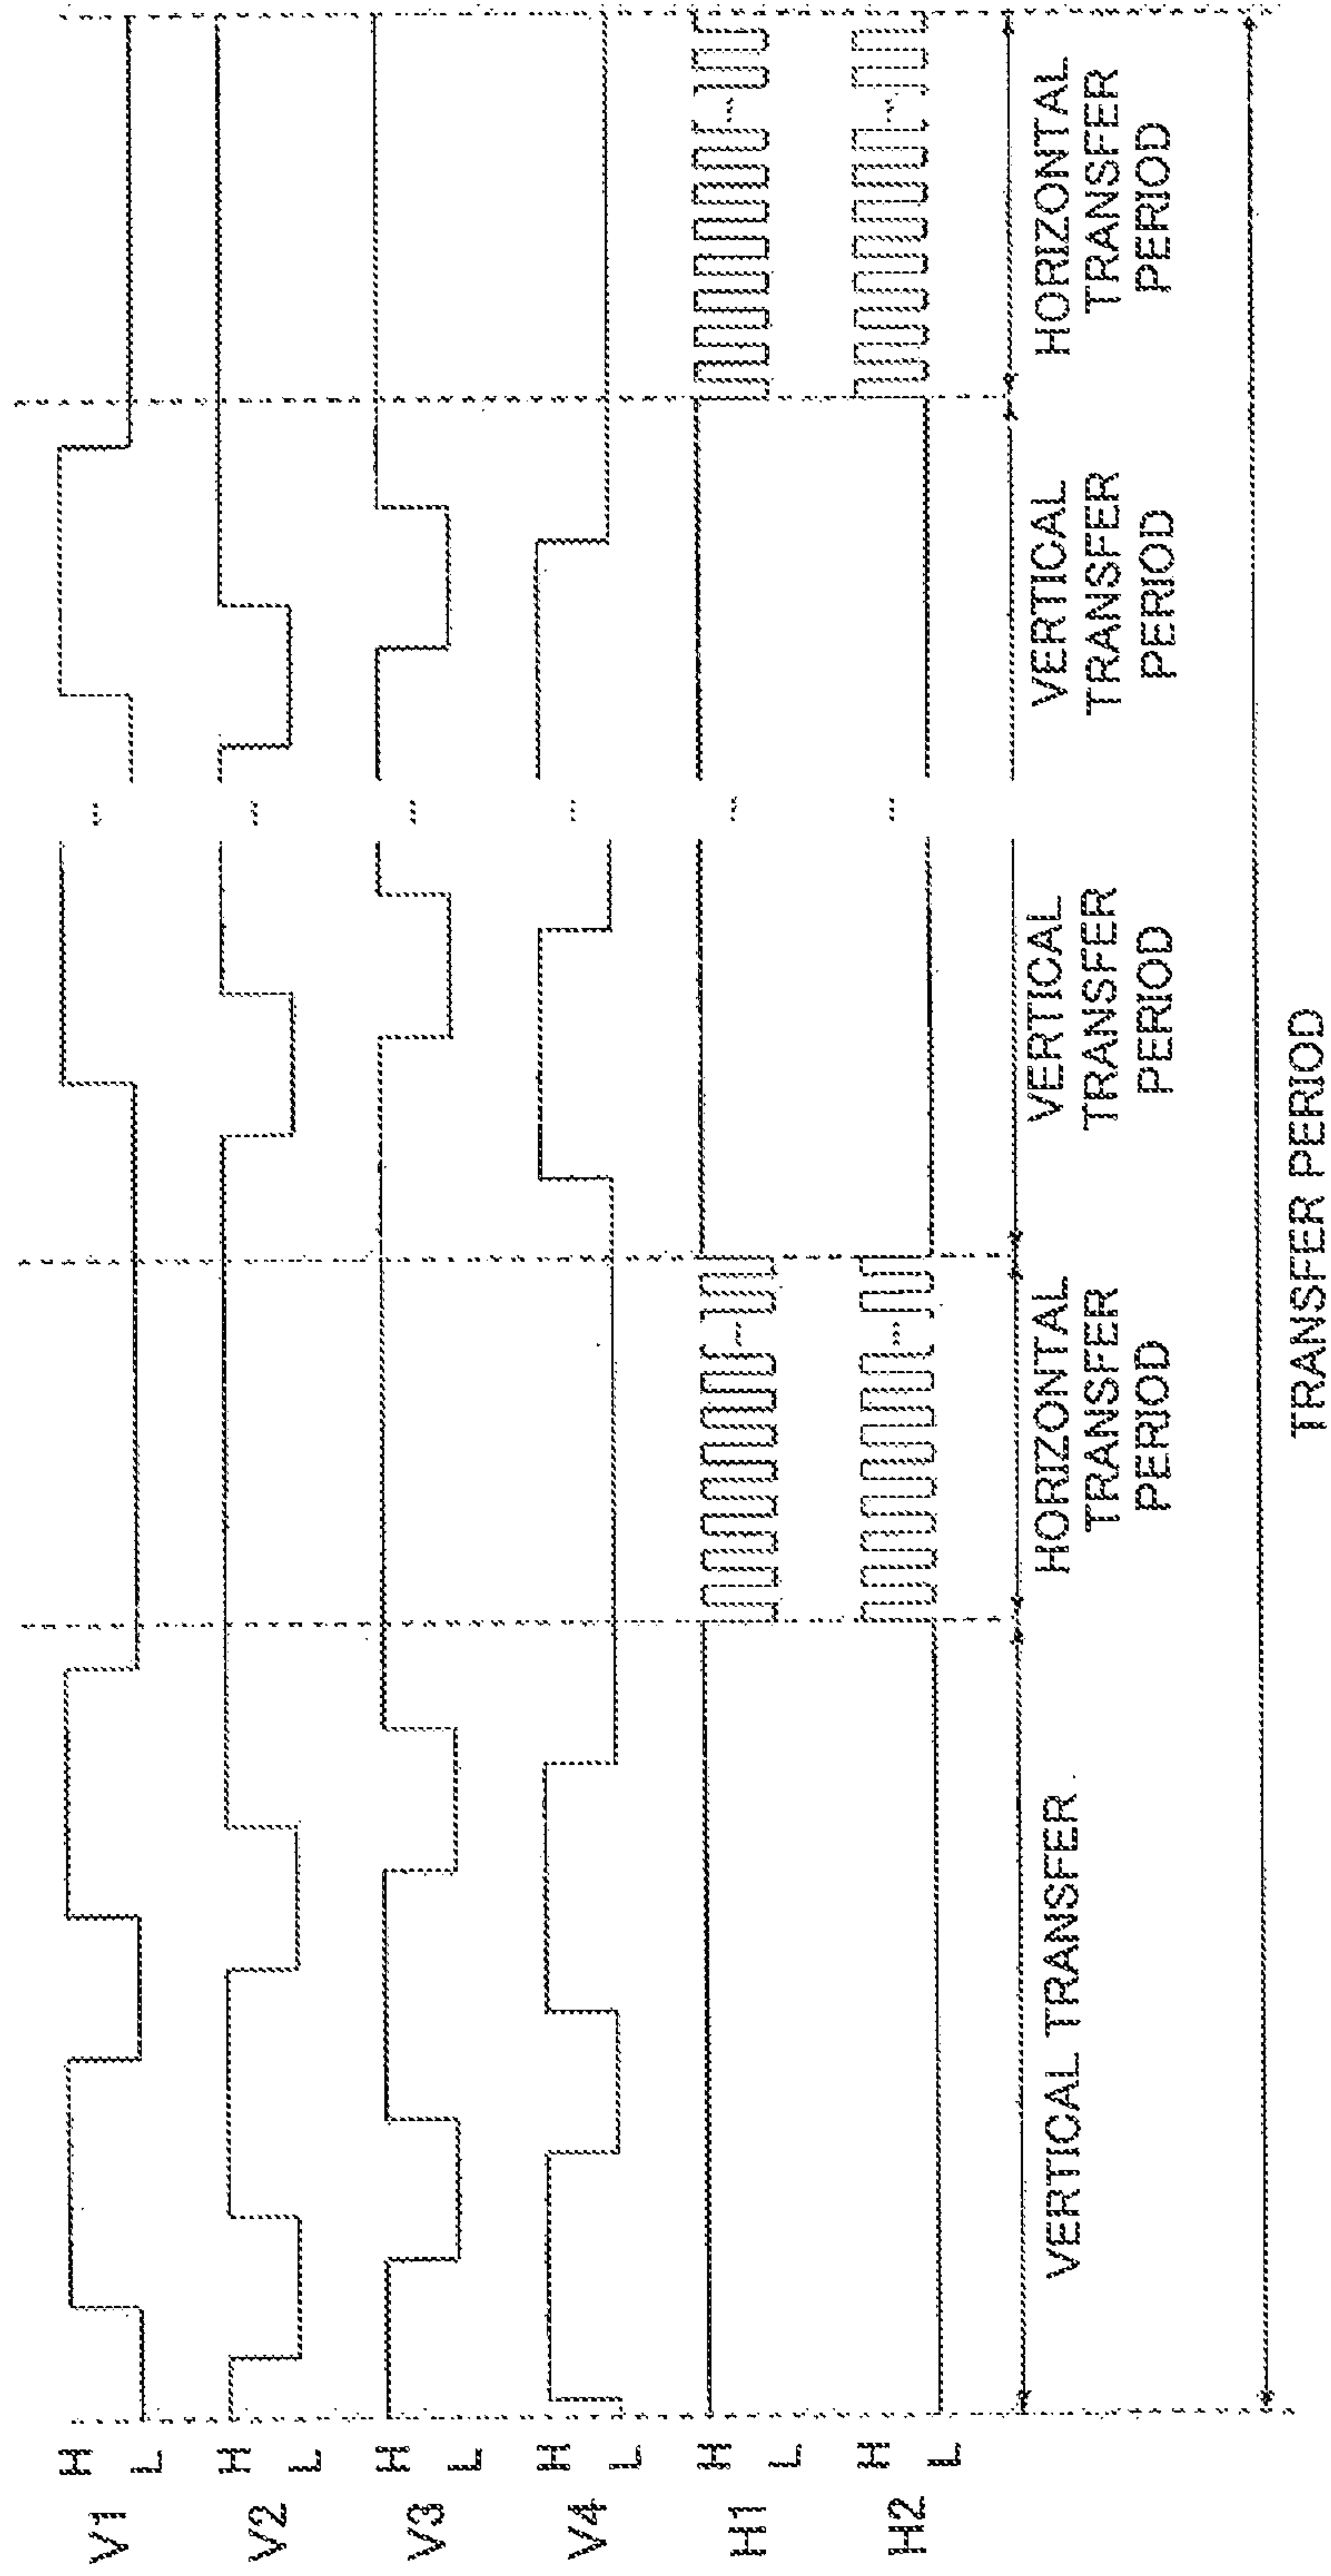 V1 H
L
V2 H
L
V3 H
L
V4 H
L
H1 H
L
H2 H
L
VERTICAL TRANSFER
HORIZONTAL
TRANSFER
PERIOD
VERTICAL
TRANSFER
PERIOD
VERTICAL
TRANSFER
PERIOD
HORIZONTAL
TRANSFER
PERIOD
TRANSFER PERIOD